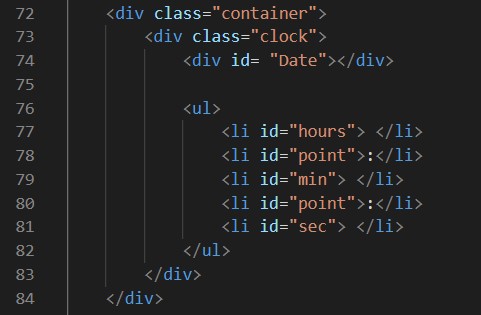 72 <div class="container">
73 <div class="clock">
74 <div id= "Date"></div>
75
76 <ul>
77 <li id="hours"> </li>
78 <li id="point">:</li>
79 <li id="min"> </li>
80 <li id="point">:</li>
81 <li id="sec"> </li>
82 </ul>
83 </div>
84 </div>